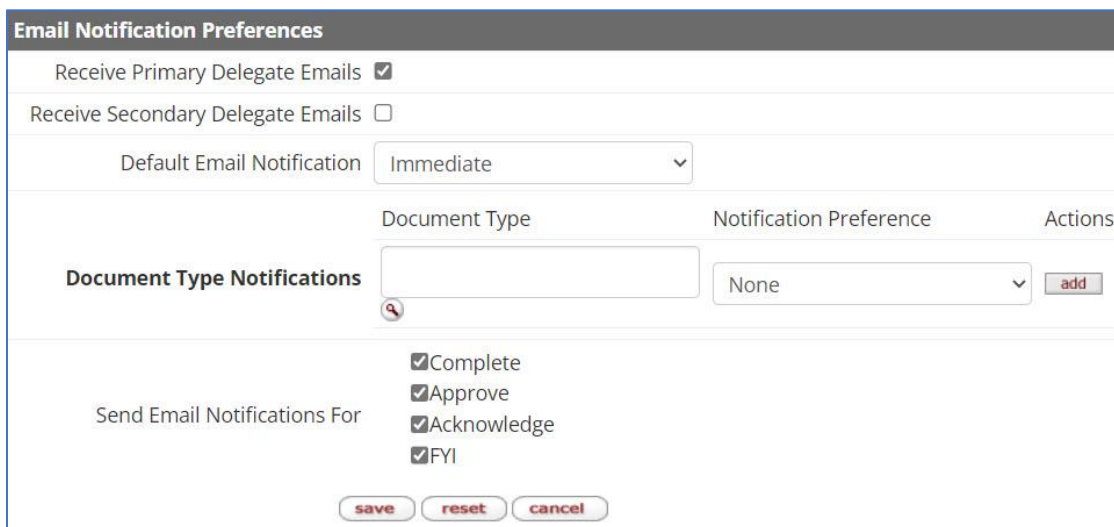 Email Notification Preferences
Receive Primary Delegate Emails
Receive Secondary Delegate Emails
Default Email Notification Immediate
Document Type Notification Preference Actions
Document Type Notifications None add
Send Email Notifications For
Complete
Approve
Acknowledge
FYI
save reset cancel